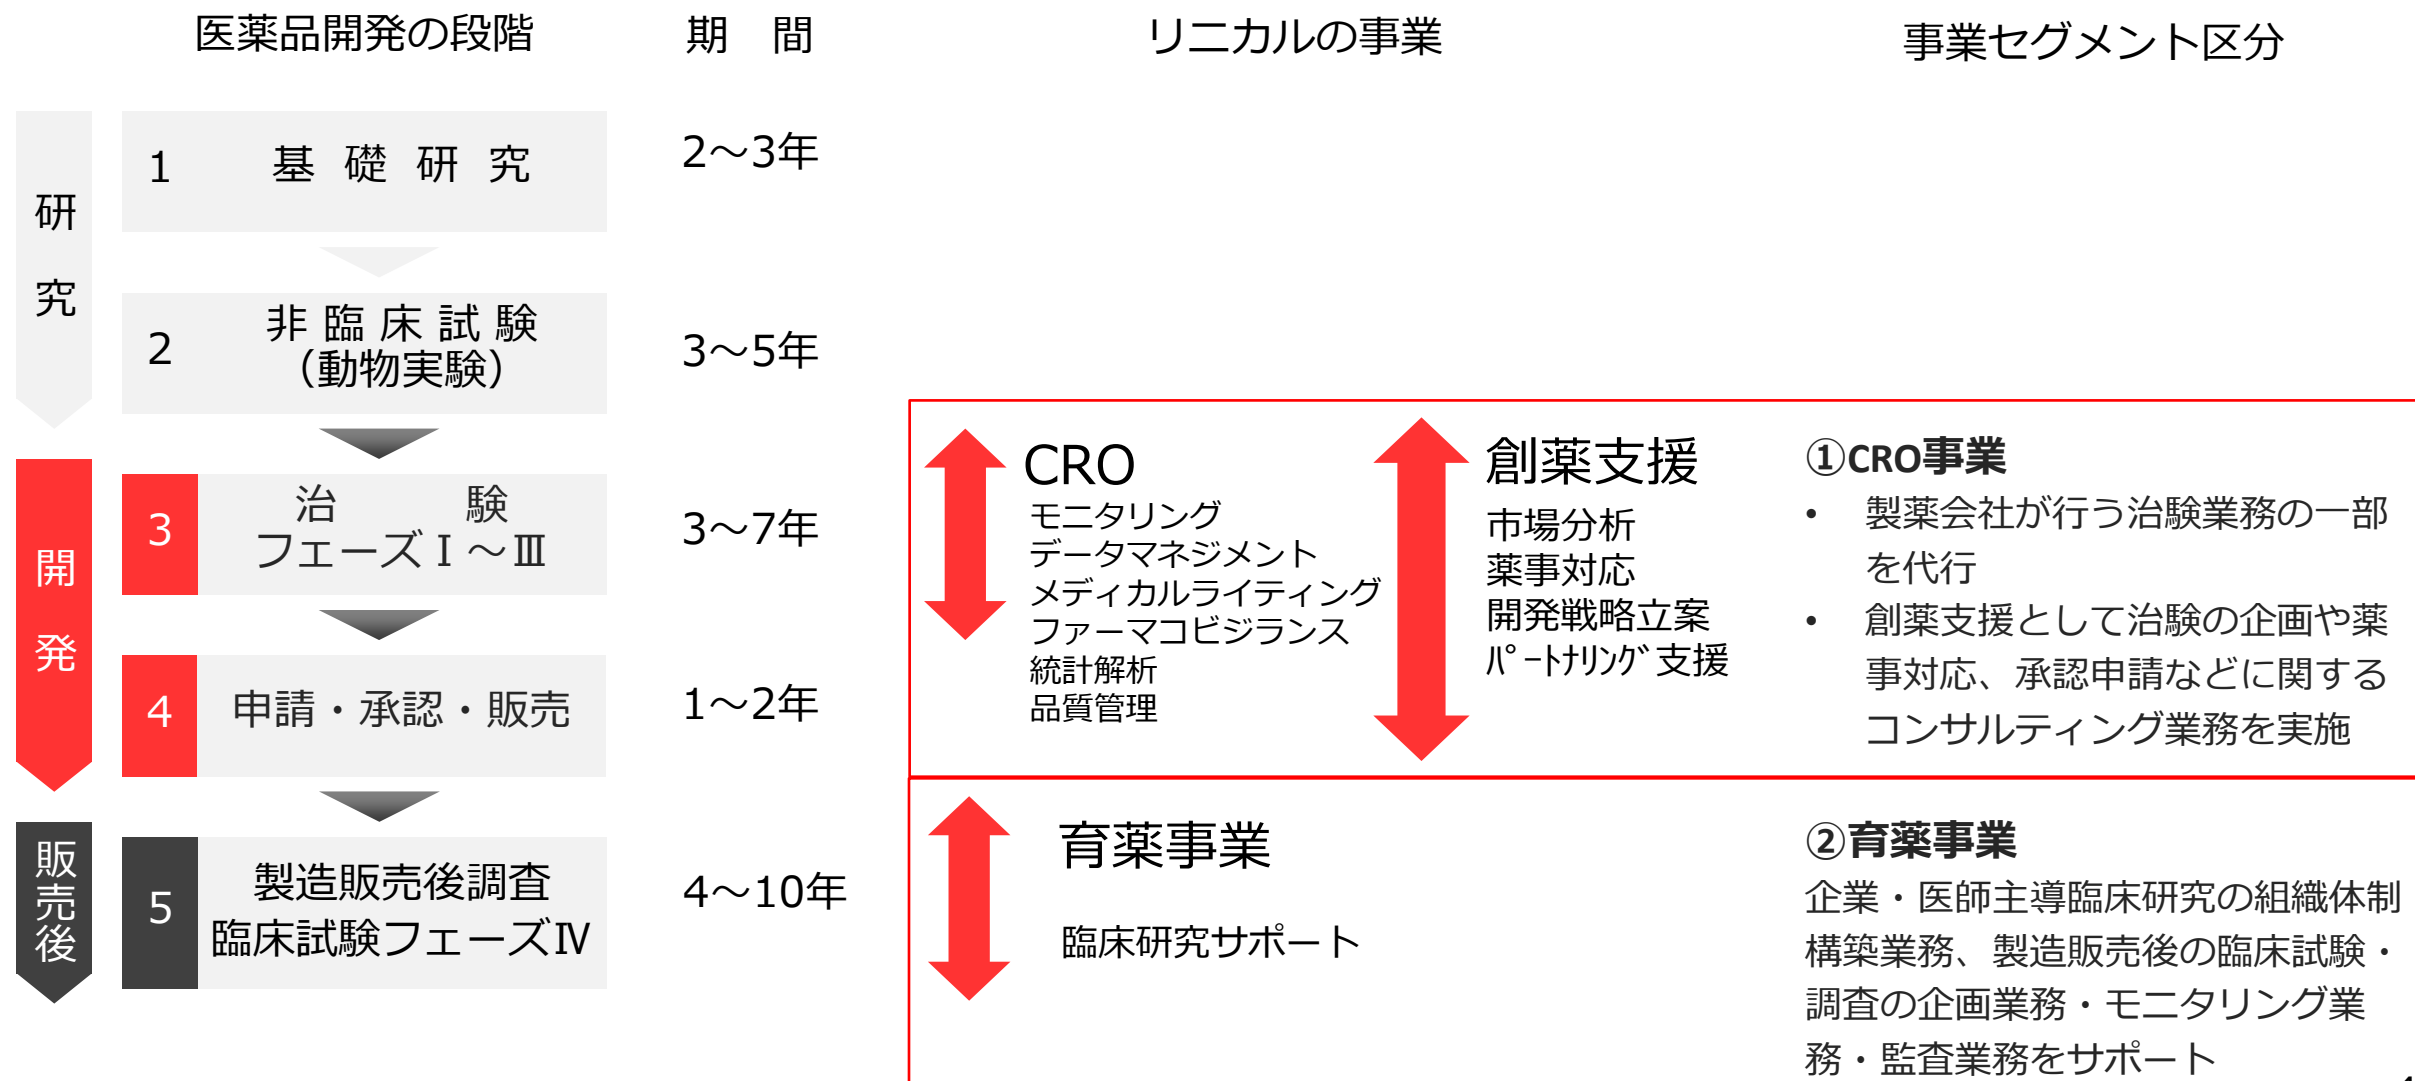 医薬品開発の段階
期　間
リニカルの事業
事業セグメント区分
研究
1 基 礎 研 究
2～3年
2 非 臨 床 試 験
（動物実験）
3～5年
開発
3 治　験
フェーズⅠ～Ⅲ
3～7年
4 申請・承認・販売
1～2年
販売後
5 製造販売後調査
臨床試験フェーズⅣ
4～10年
CRO
モニタリング
データマネジメント
メディカルライティング
ファーマコビジランス
統計解析
品質管理
創薬支援
市場分析
薬事対応
開発戦略立案
ﾊﾟｰﾄﾅﾘﾝｸﾞ支援
①CRO事業
• 製薬会社が行う治験業務の一部
を代行
• 創薬支援として治験の企画や薬
事対応、承認申請などに関する
コンサルティング業務を実施
育薬事業
臨床研究サポート
②育薬事業
企業・医師主導臨床研究の組織体制
構築業務、製造販売後の臨床試験・
調査の企画業務・モニタリング業
務・監査業務をサポート